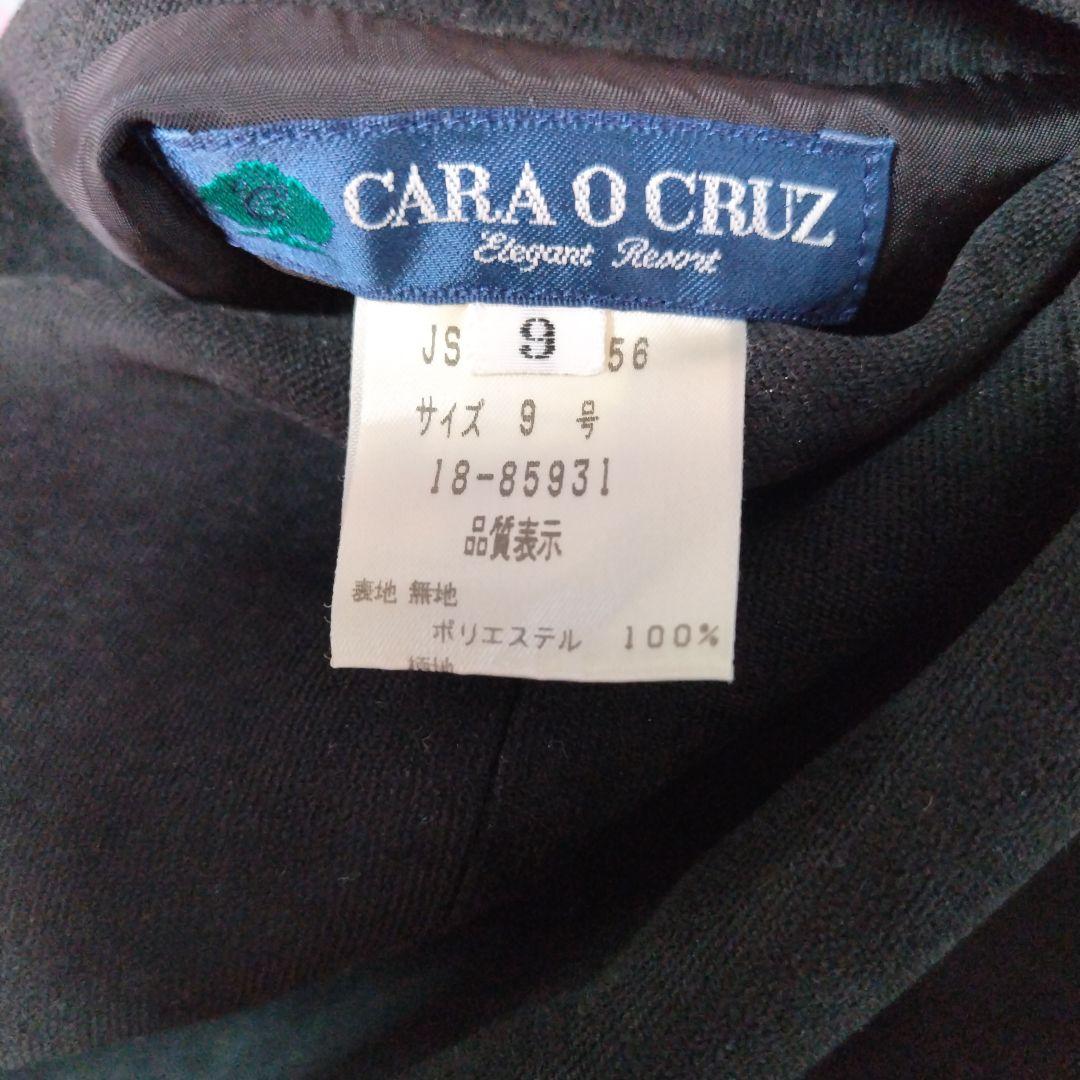 CARA O CRUZ
Elegant Resort
9
JS 56
サイズ 9 号
18-85931
品質表示
表地 無地
ポリエステル 100%